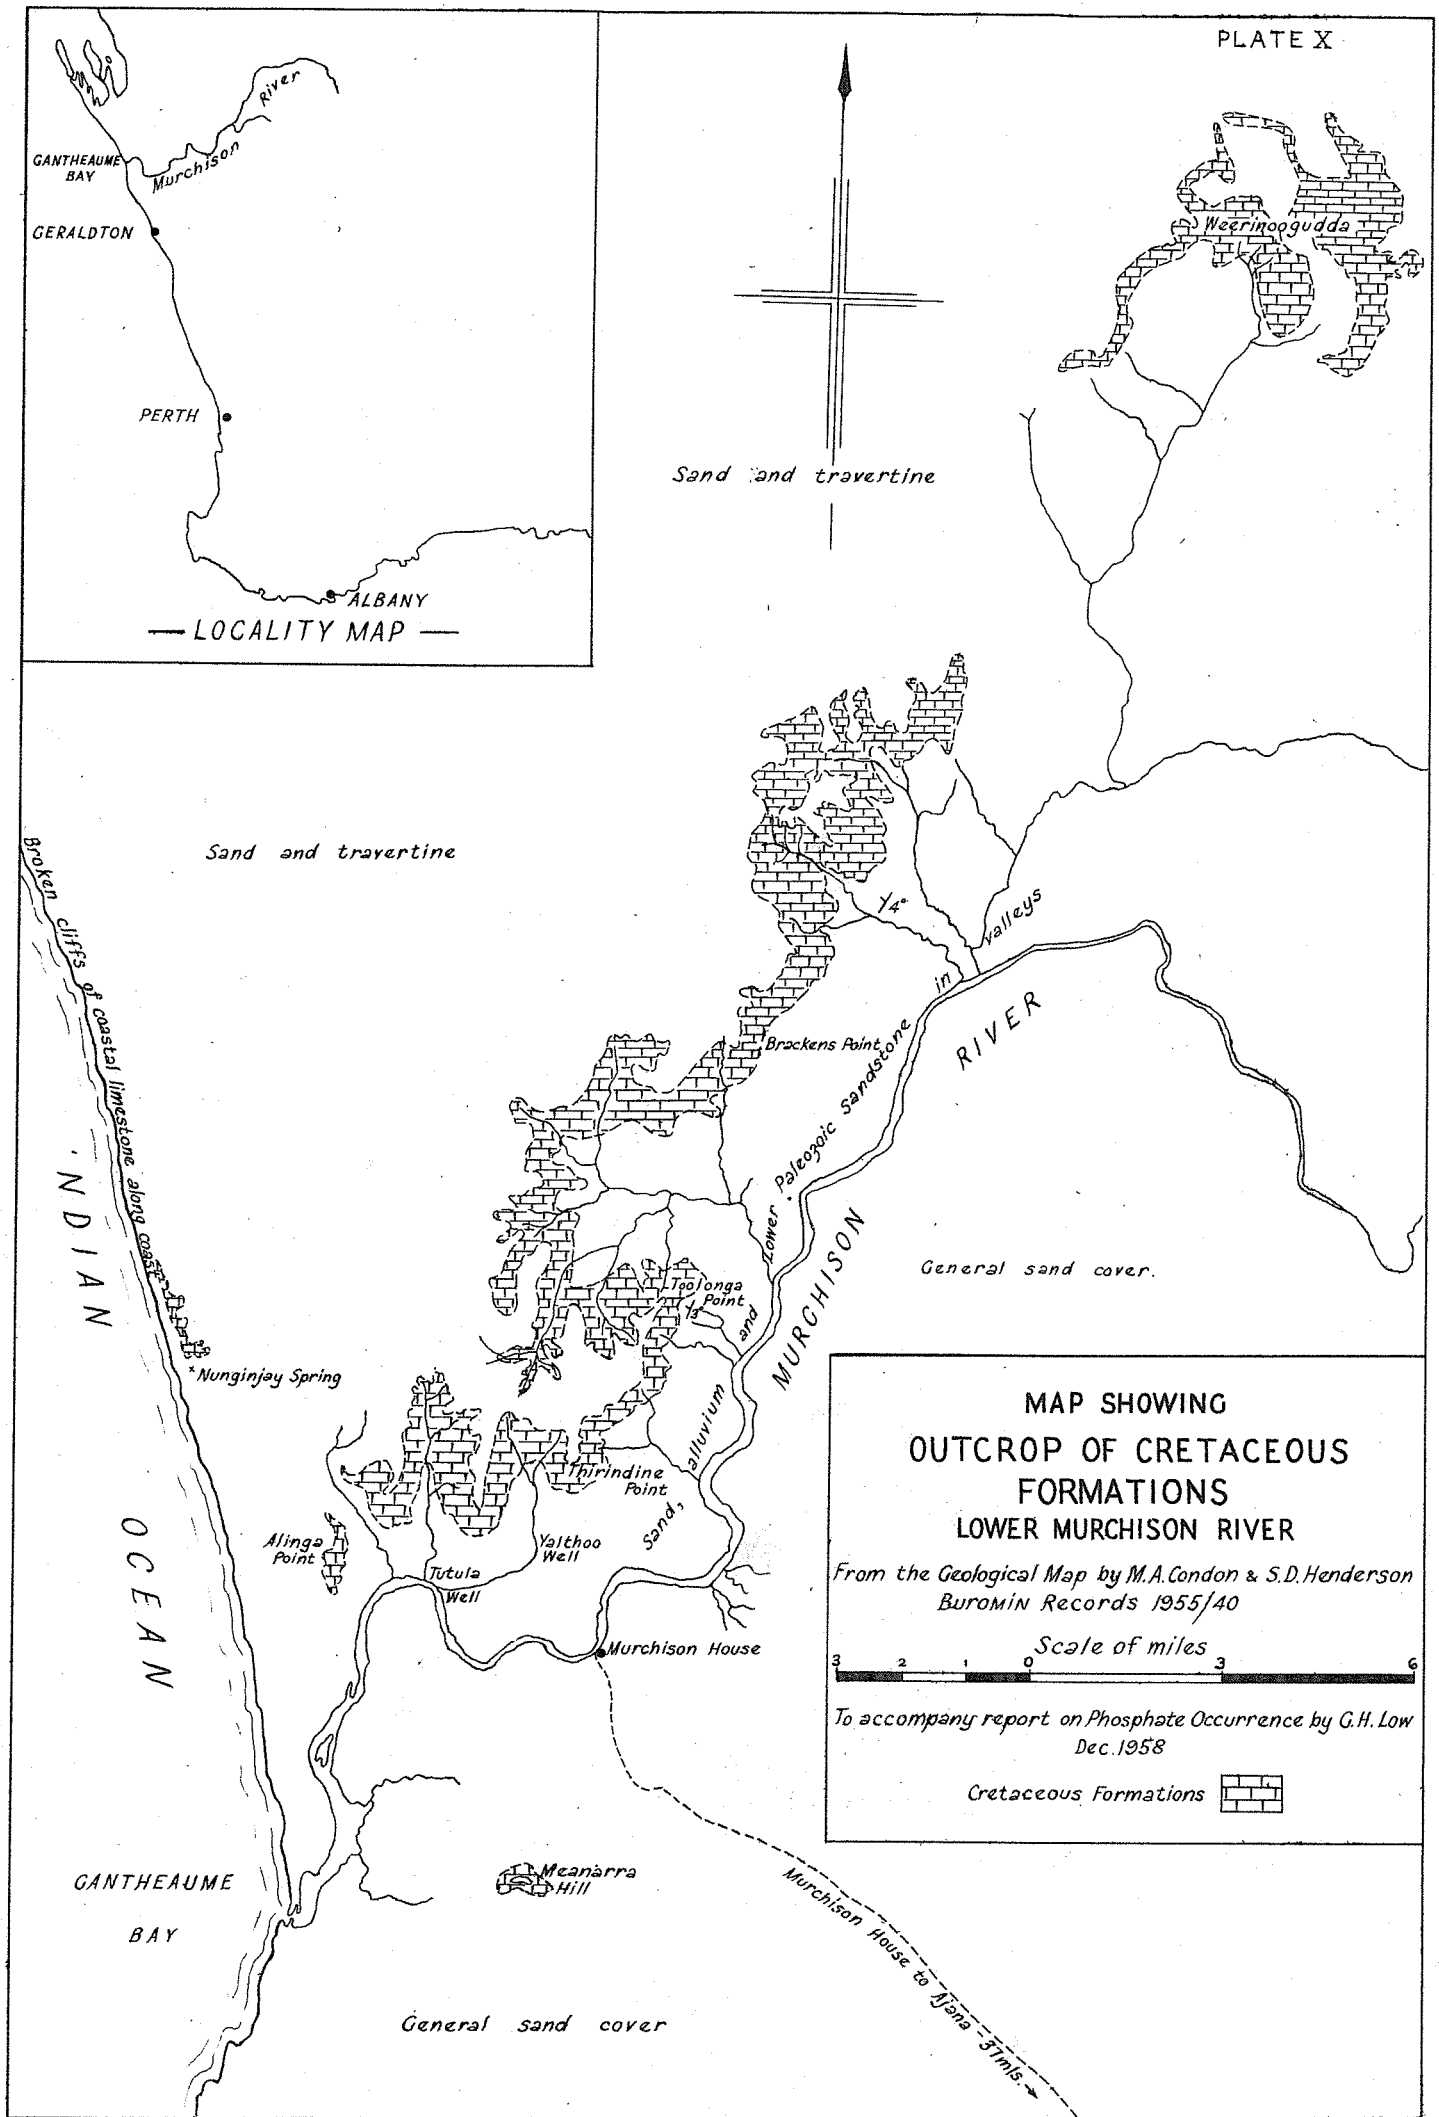 PLATE X
River
Murchison
GANTHEAUME
BAY
GERALDTON
PERTH
ALBANY
— LOCALITY MAP —
Weerinoogudda
Sand and travertine
Sand and travertine
Broken cliffs of coastal limestone along coast
1/4°
Sand, alluvium and Lower Paleozoic Sandstone in valleys
Brackens Point
MURCHISON RIVER
General sand cover.
Toolonga
Point
Nunginjay Spring
Thirindine
Point
Alinga
Point
Yalthoo
Well
Tutula
Well
Murchison House
'NDIAN
OCEAN
GANTHEAUME
BAY
Meanarra
Hill
General sand cover
Murchison House to Ajana - 37mls.
MAP SHOWING
OUTCROP OF CRETACEOUS
FORMATIONS
LOWER MURCHISON RIVER
From the Geological Map by M.A. Condon & S.D. Henderson
BUROMIN Records 1955/40
Scale of miles
3 2 1 0 3 6
To accompany report on Phosphate Occurrence by G.H. Low
Dec. 1958
Cretaceous Formations